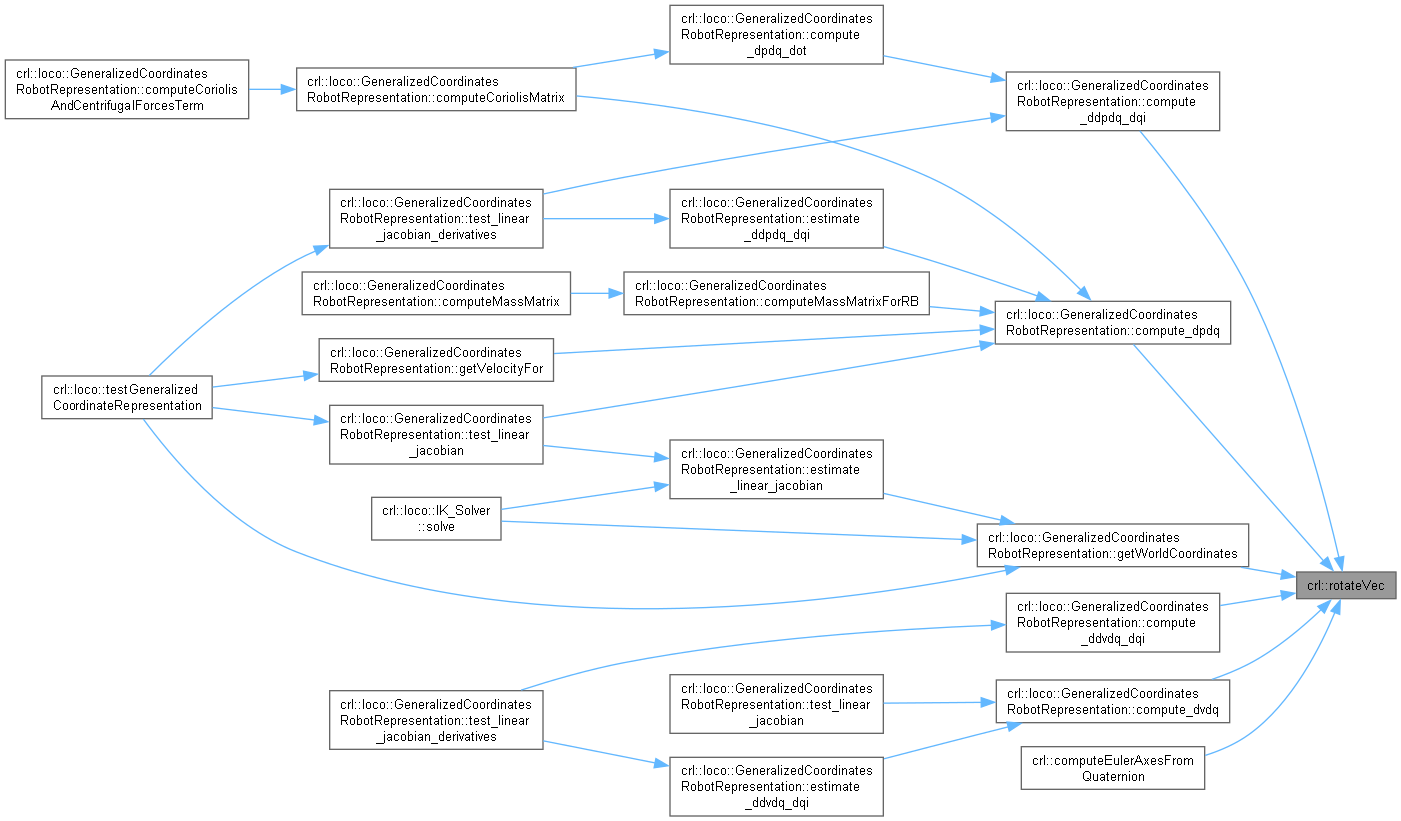 crl::loco::GeneralizedCoordinates
RobotRepresentation::compute
_dpdq_dot
crl::loco::GeneralizedCoordinates
RobotRepresentation::computeCoriolis
AndCentrifugalForcesTerm
crl::loco::GeneralizedCoordinates
RobotRepresentation::computeCoriolisMatrix
crl::loco::GeneralizedCoordinates
RobotRepresentation::compute
_ddpdq_dqi
crl::loco::GeneralizedCoordinates
RobotRepresentation::test_linear
_jacobian_derivatives
crl::loco::GeneralizedCoordinates
RobotRepresentation::estimate
_ddpdq_dqi
crl::loco::GeneralizedCoordinates
RobotRepresentation::computeMassMatrix
crl::loco::GeneralizedCoordinates
RobotRepresentation::computeMassMatrixForRB
crl::loco::GeneralizedCoordinates
RobotRepresentation::compute_dpdq
crl::loco::GeneralizedCoordinates
RobotRepresentation::getVelocityFor
crl::loco::testGeneralized
CoordinateRepresentation
crl::loco::GeneralizedCoordinates
RobotRepresentation::test_linear
_jacobian
crl::loco::GeneralizedCoordinates
RobotRepresentation::estimate
_linear_jacobian
crl::loco::IK_Solver
::solve
crl::loco::GeneralizedCoordinates
RobotRepresentation::getWorldCoordinates
crl::rotateVec
crl::loco::GeneralizedCoordinates
RobotRepresentation::compute
_ddvdq_dqi
crl::loco::GeneralizedCoordinates
RobotRepresentation::test_linear
_jacobian_derivatives
crl::loco::GeneralizedCoordinates
RobotRepresentation::test_linear
_jacobian
crl::loco::GeneralizedCoordinates
RobotRepresentation::compute_dvdq
crl::computeEulerAxesFrom
Quaternion
crl::loco::GeneralizedCoordinates
RobotRepresentation::estimate
_ddvdq_dqi